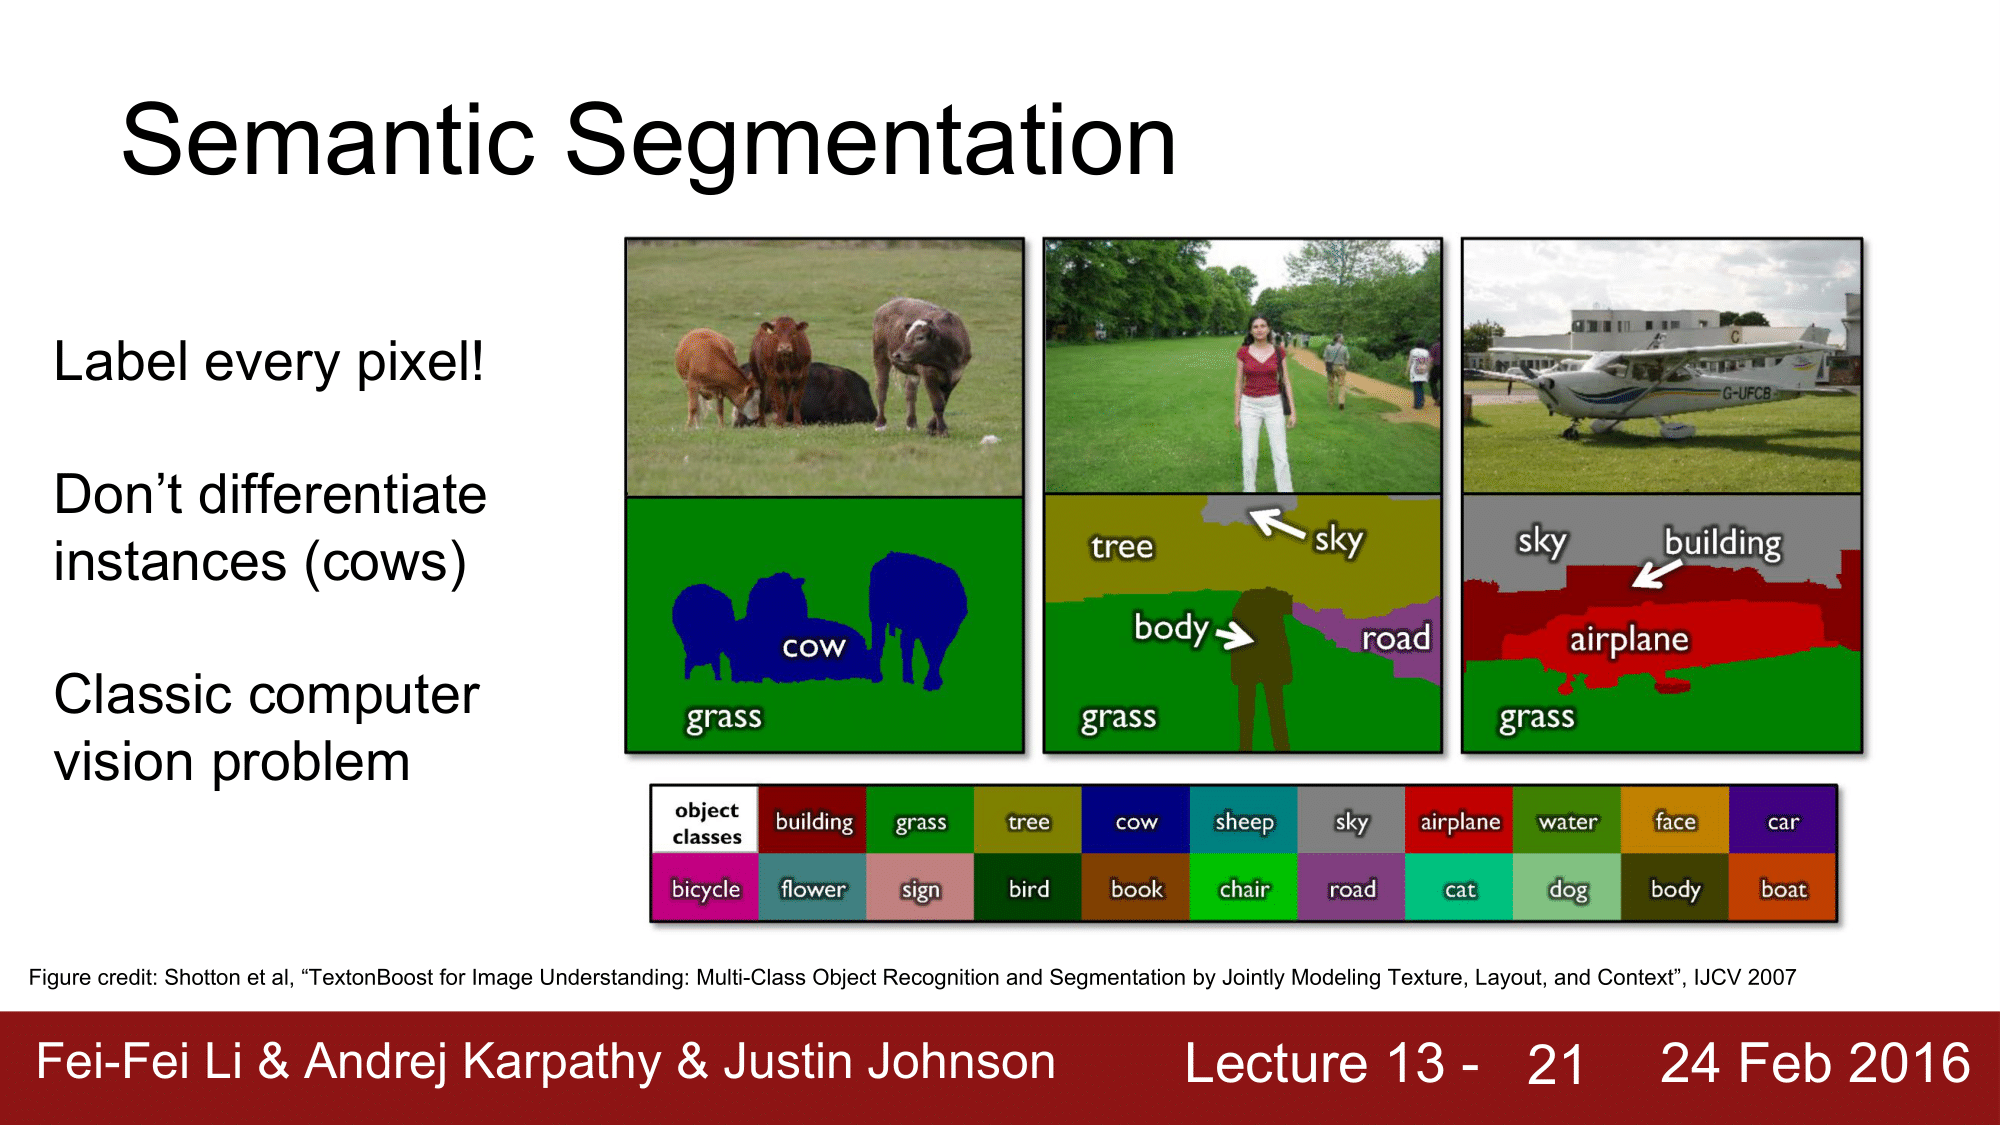 Semantic Segmentation
Label every pixel!
Don’t differentiate
instances (cows)
Classic computer
vision problem
G-UFCB
cow
grass
tree
sky
body
road
grass
sky
building
airplane
grass
object classes building grass tree cow sheep sky airplane water face car
bicycle flower sign bird book chair road cat dog body boat
Figure credit: Shotton et al, “TextonBoost for Image Understanding: Multi-Class Object Recognition and Segmentation by Jointly Modeling Texture, Layout, and Context”, IJCV 2007
Fei-Fei Li & Andrej Karpathy & Justin Johnson Lecture 13 - 21 24 Feb 2016